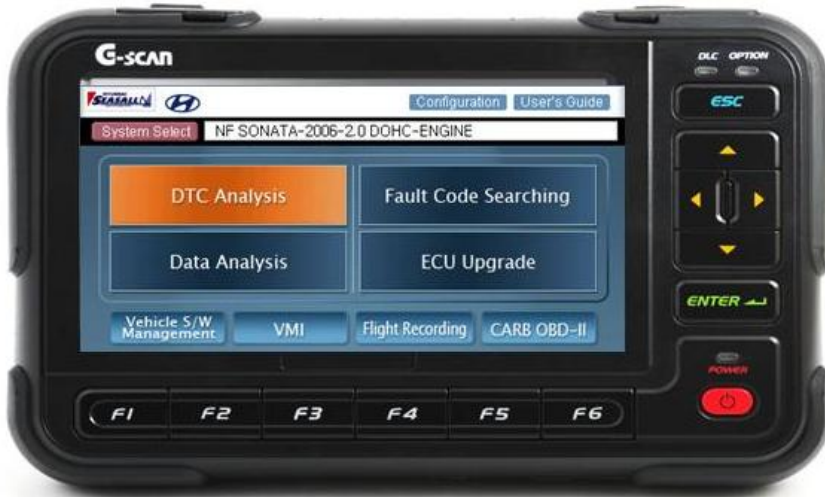 G-SCAN
DLC OPTION
SEASALL
Configuration User's Guide
ESC
System Select NF SONATA-2006-2.0 DOHC-ENGINE
DTC Analysis Fault Code Searching
Data Analysis ECU Upgrade
ENTER
Vehicle S/W
Management VMI Flight Recording CARB OBD-II
POWER
F1 F2 F3 F4 F5 F6